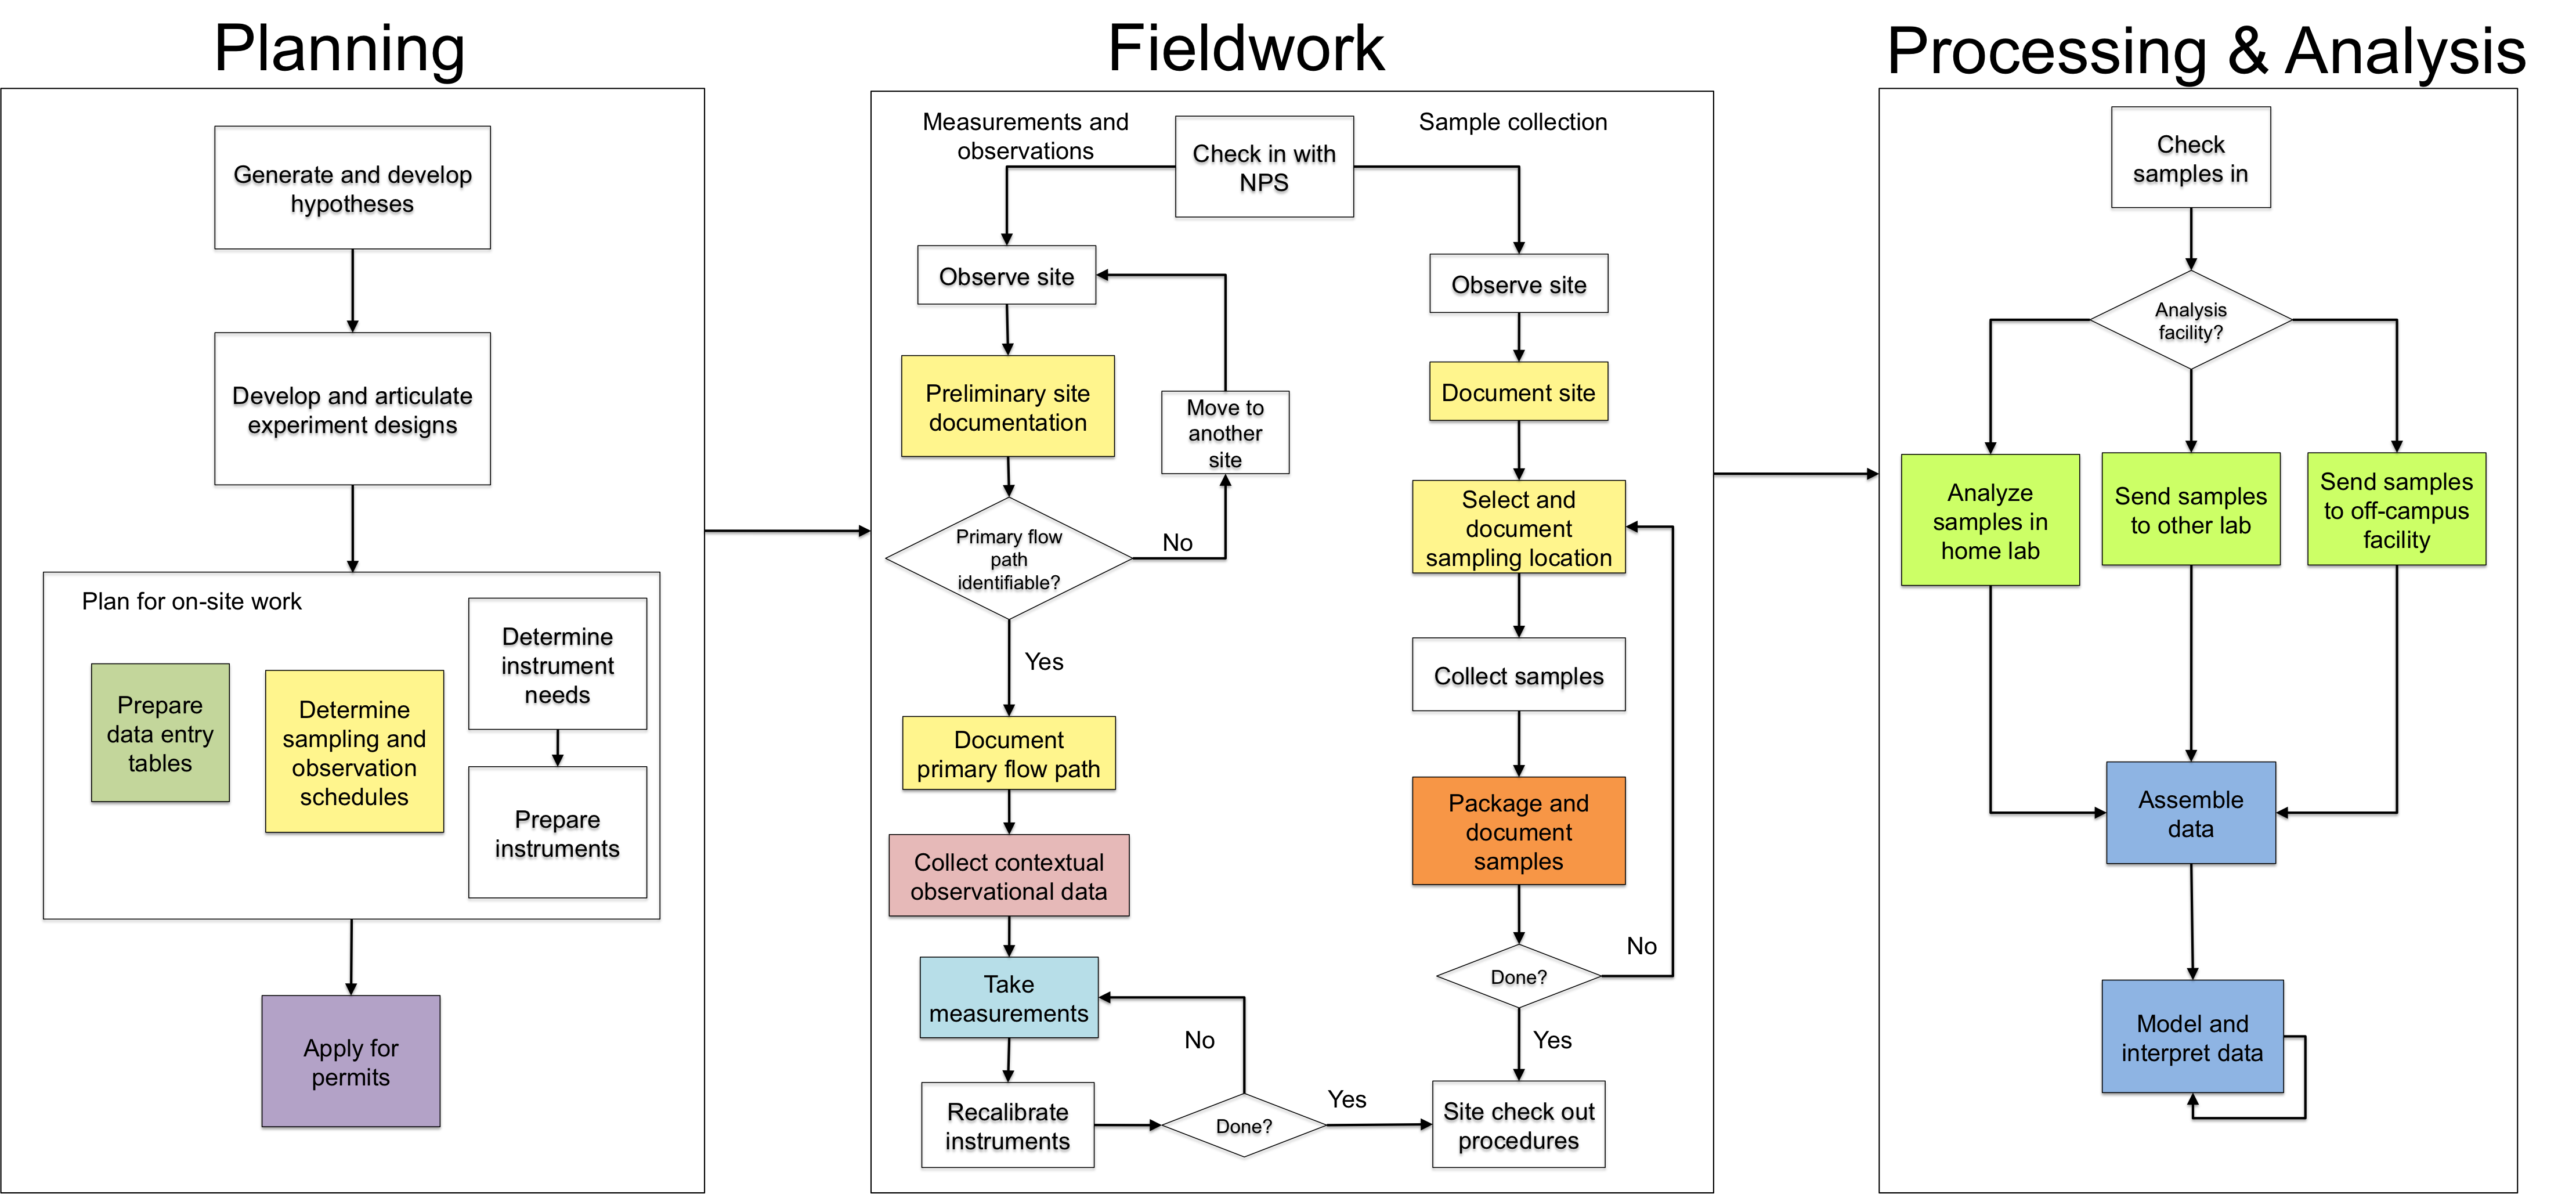 Planning
Generate and develop
hypotheses
Develop and articulate
experiment designs
Plan for on-site work
Prepare
data entry
tables
Determine
sampling and
observation
schedules
Determine
instrument
needs
Prepare
instruments
Apply for
permits
Fieldwork
Measurements and
observations
Check in with
NPS
Sample collection
Observe site
Preliminary site
documentation
Move to
another
site
Primary flow
path
identifiable?
No
Yes
Document
primary flow path
Collect contextual
observational data
Take
measurements
Recalibrate
instruments
No
Done?
Yes
Observe site
Document site
Select and
document
sampling location
Collect samples
Package and
document
samples
Done?
No
Yes
Site check out
procedures
Processing & Analysis
Check
samples in
Analysis
facility?
Analyze
samples in
home lab
Send samples
to other lab
Send samples
to off-campus
facility
Assemble
data
Model and
interpret data